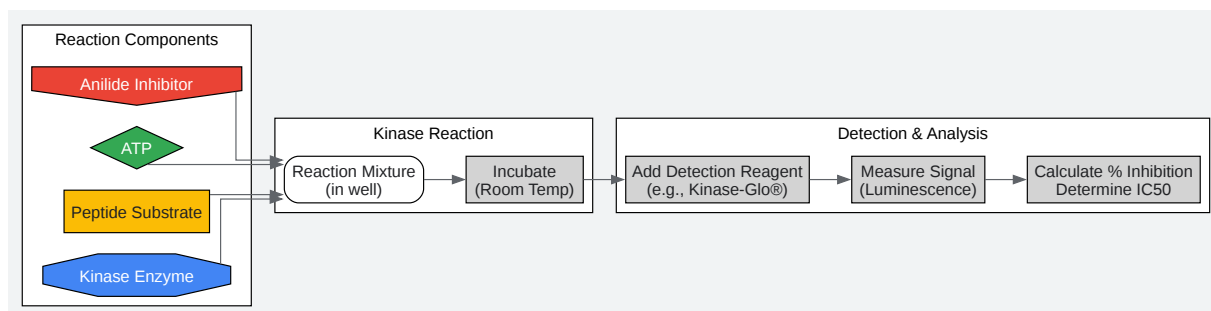 Reaction Components
Anilide Inhibitor
ATP
Peptide Substrate
Kinase Enzyme
Kinase Reaction
Reaction Mixture
(in well)
Incubate
(Room Temp)
Detection & Analysis
Add Detection Reagent
(e.g., Kinase-Glo®)
Measure Signal
(Luminescence)
Calculate % Inhibition
Determine IC50